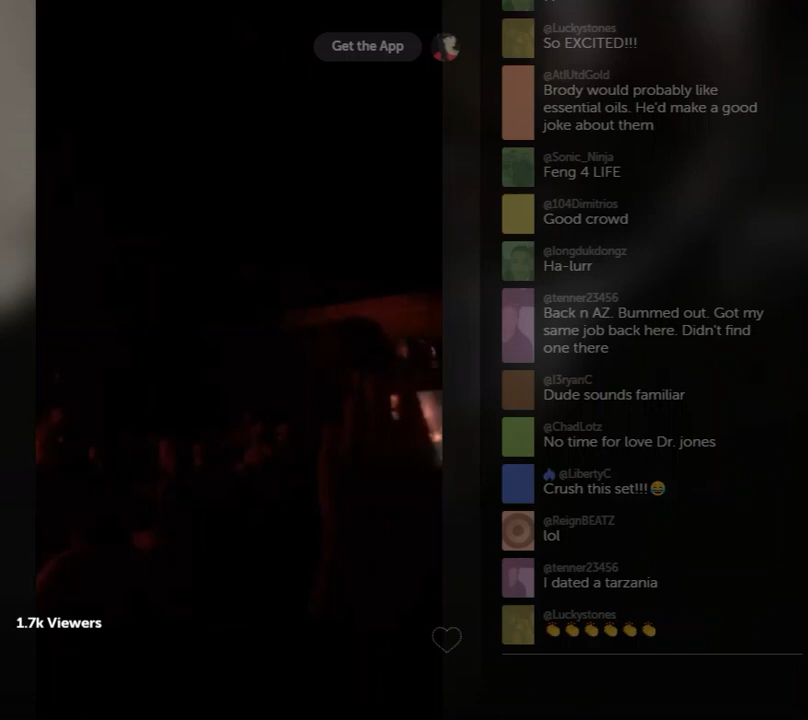 Get the App
@Luckystones
So EXCITED!!!
@AtlUtdGold
Brody would probably like
essential oils. He'd make a good
joke about them
@Sonic_Ninja
Feng 4 LIFE
@104Dimitrios
Good crowd
@longdukdongz
Ha-lurr
@tenner23456
Back n AZ. Bummed out. Got my
same job back here. Didn't find
one there
@l3ryanC
Dude sounds familiar
@ChadLotz
No time for love Dr. jones
🔥 @LibertyC
Crush this set!!!😂
@ReignBEATZ
lol
@tenner23456
I dated a tarzania
@Luckystones
👏👏👏👏👏👏
1.7k Viewers